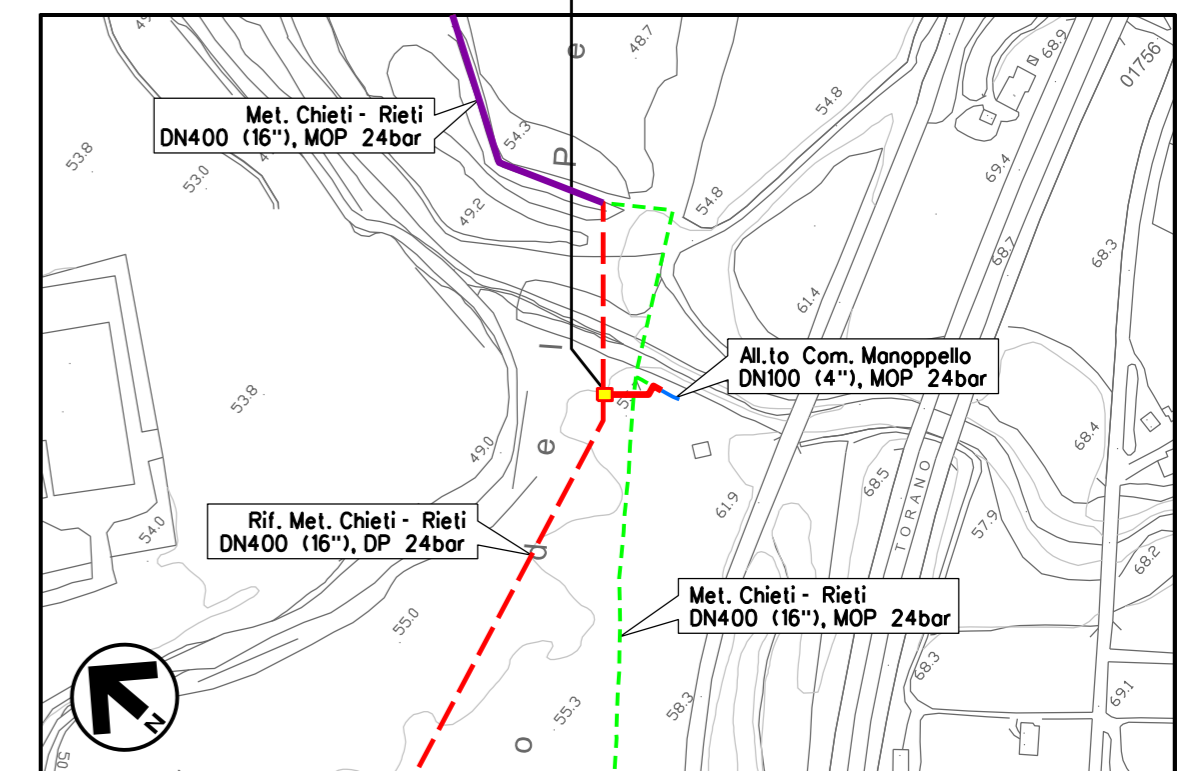 49.
e
48.7
68.9
01756
Met. Chieti - Rieti
DN400 (16"), MOP 24bar
54.3
54.8
53.8
P
69.4
53.0
54.8
49.2
68.7
68.3
61.4
l
All.to Com. Manoppello
DN100 (4"), MOP 24bar
53.8
49.0
e
68.4
68.5
61.9
TORANO
Rif. Met. Chieti - Rieti
DN400 (16"), DP 24bar
54.0
57.9
d
68.2
Met. Chieti - Rieti
DN400 (16"), MOP 24bar
55.0
68.3
69.1
N
55.3
58.3
o
50